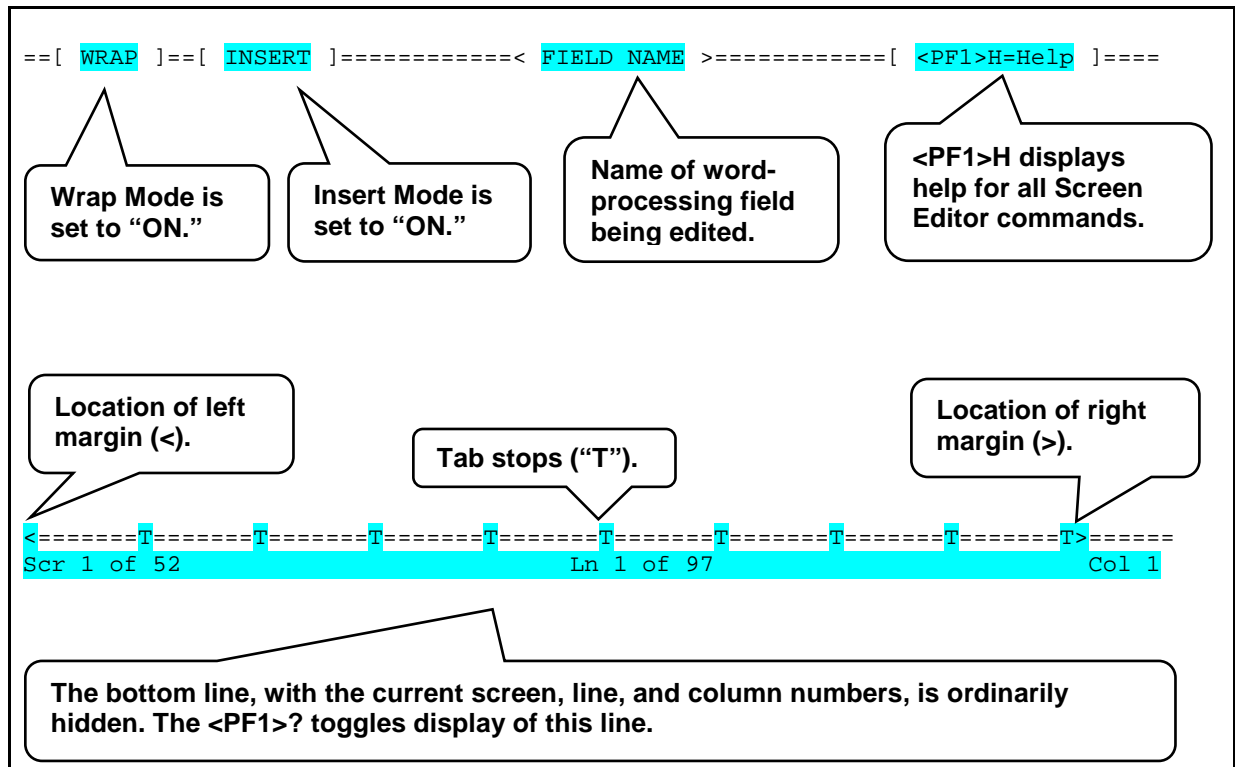 ==[ WRAP ]==[ INSERT ]============< FIELD NAME >============[ <PF1>H=Help ]====
Wrap Mode is
set to “ON.”
Insert Mode is
set to “ON.”
Name of word-
processing field
being edited.
<PF1>H displays
help for all Screen
Editor commands.
Location of left
margin (<).
Tab stops (“T”).
Location of right
margin (>).
<=======T=======T=======T=======T=======T=======T=======T=======T=======T>======
Scr 1 of 52 Ln 1 of 97 Col 1
The bottom line, with the current screen, line, and column numbers, is ordinarily
hidden. The <PF1>? toggles display of this line.